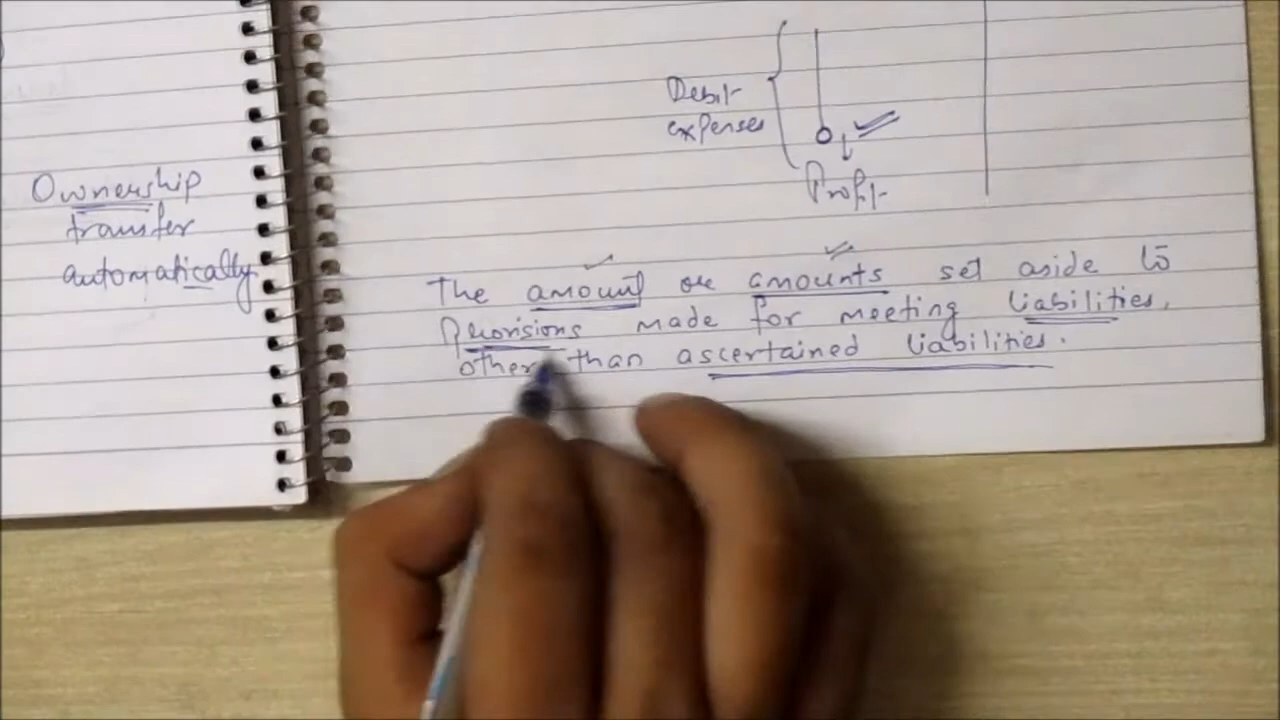 Ownership
transfer
automatically
Debit
expenses
Profit
The amount or amounts set aside to
Provisions made for meeting liabilities,
other than ascertained liabilities.